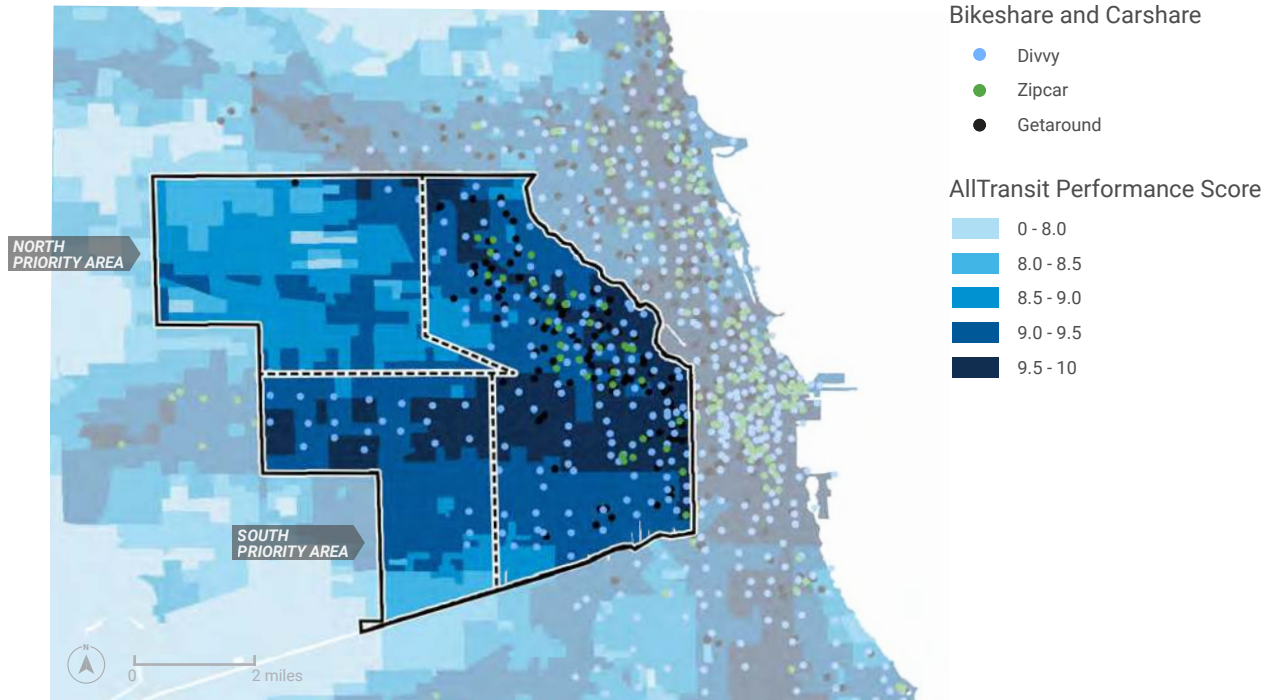 Bikeshare and Carshare
Divvy
Zipcar
Getaround
AllTransit Performance Score
0 - 8.0
8.0 - 8.5
8.5 - 9.0
9.0 - 9.5
9.5 - 10
NORTH
PRIORITY AREA
SOUTH
PRIORITY AREA
N
0
2 miles